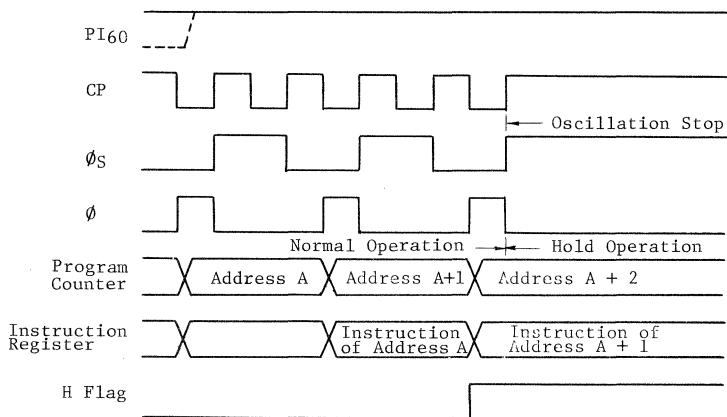 PI60
CP
Oscillation Stop
ØS
Ø
Normal Operation Hold Operation
Program
Counter
Address A Address A+1 Address A + 2
Instruction
Register
Instruction
of Address A
Instruction of
Address A + 1
H Flag